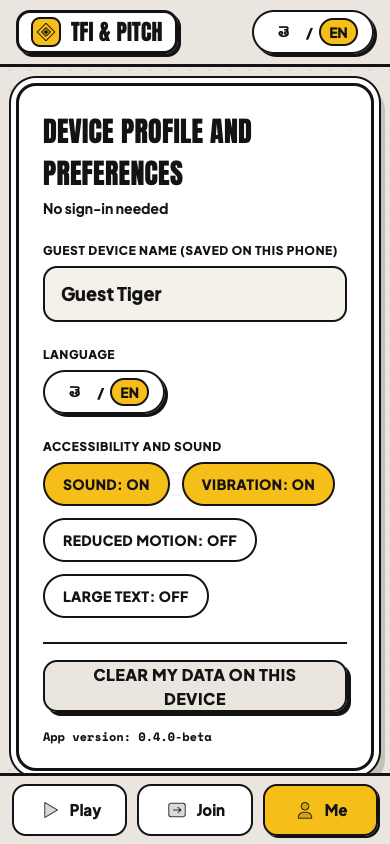 TFI & PITCH
తె / EN
DEVICE PROFILE AND
PREFERENCES
No sign-in needed
GUEST DEVICE NAME (SAVED ON THIS PHONE)
Guest Tiger
LANGUAGE
తె / EN
ACCESSIBILITY AND SOUND
SOUND: ON
VIBRATION: ON
REDUCED MOTION: OFF
LARGE TEXT: OFF
CLEAR MY DATA ON THIS
DEVICE
App version: 0.4.0-beta
Play
Join
Me